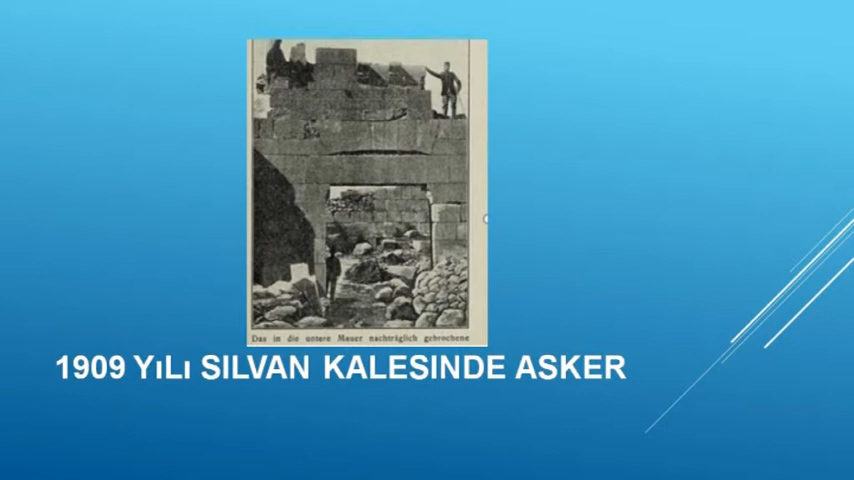 Das in die untere Mauer nachträglich gebrochene
1909 YıLı SILVAN KALESINDE ASKER